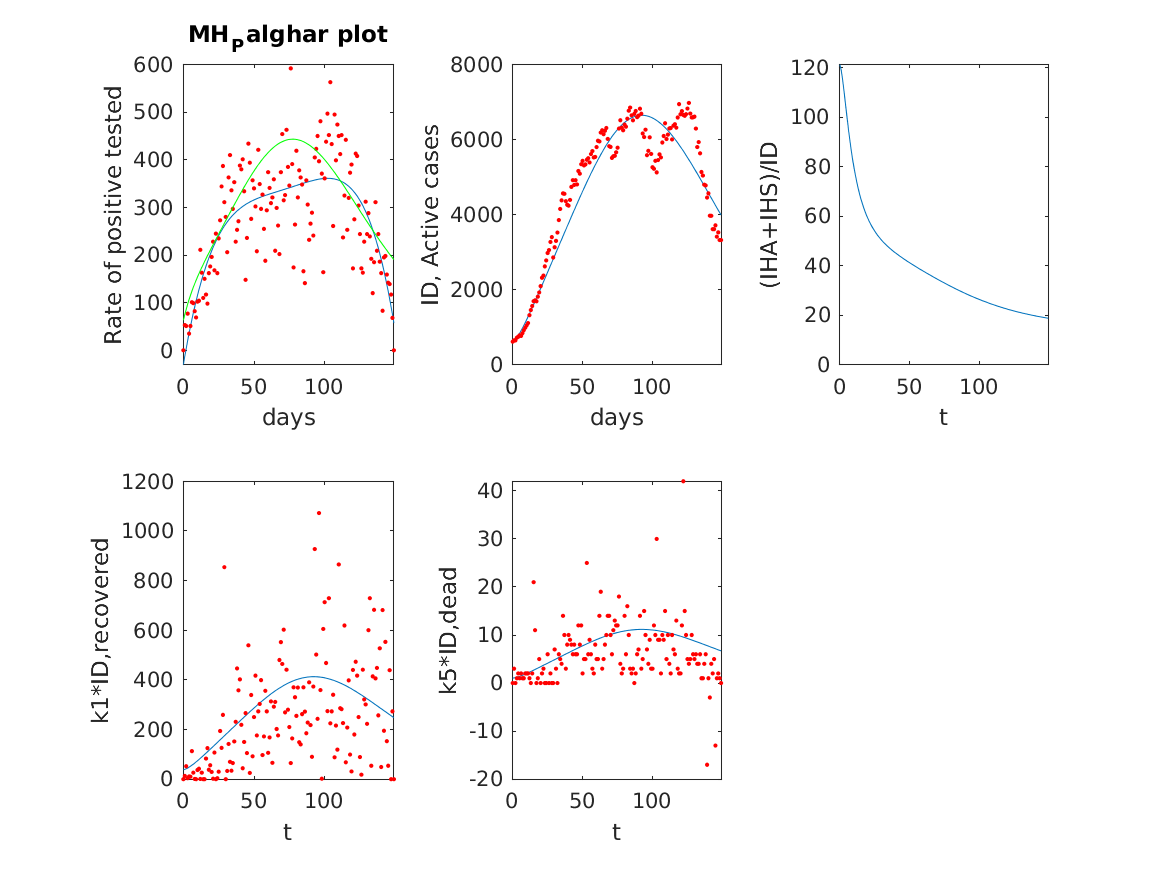 MH_Palghar plot
Rate of positive tested
600
500
400
300
200
100
0
0 50 100
days
ID, Active cases
8000
6000
4000
2000
0
0 50 100
days
(IHA+IHS)/ID
120
100
80
60
40
20
0
0 50 100
t
k1*ID,recovered
1200
1000
800
600
400
200
0
0 50 100
t
k5*ID,dead
40
30
20
10
0
-10
-20
0 50 100
t